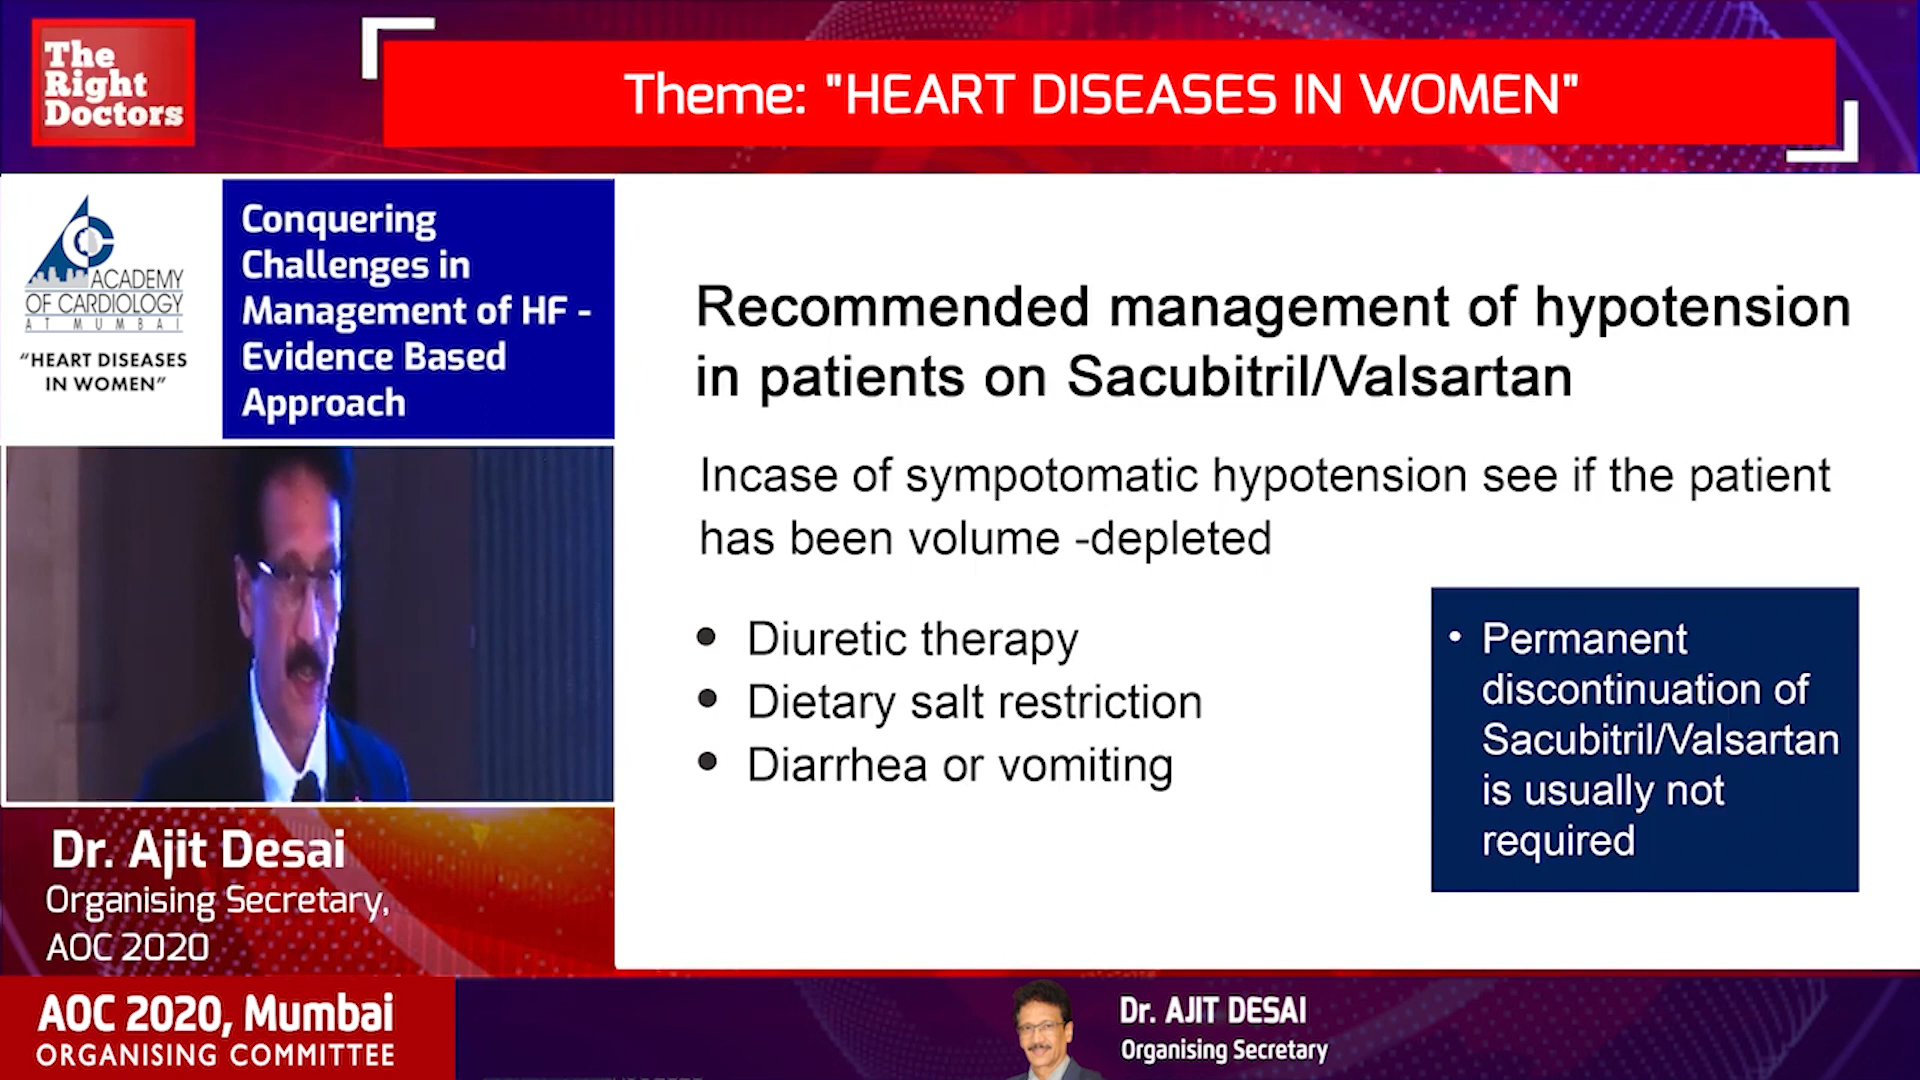 The
Right
Doctors
Theme: "HEART DISEASES IN WOMEN"
ACADEMY
OF CARDIOLOGY
AT MUMBAI
“HEART DISEASES
IN WOMEN”
Conquering
Challenges in
Management of HF -
Evidence Based
Approach
Recommended management of hypotension
in patients on Sacubitril/Valsartan
Incase of sympotomatic hypotension see if the patient
has been volume -depleted
• Diuretic therapy
• Dietary salt restriction
• Diarrhea or vomiting
• Permanent
discontinuation of
Sacubitril/Valsartan
is usually not
required
Dr. Ajit Desai
Organising Secretary,
AOC 2020
AOC 2020, Mumbai
ORGANISING COMMITTEE
Dr. AJIT DESAI
Organising Secretary